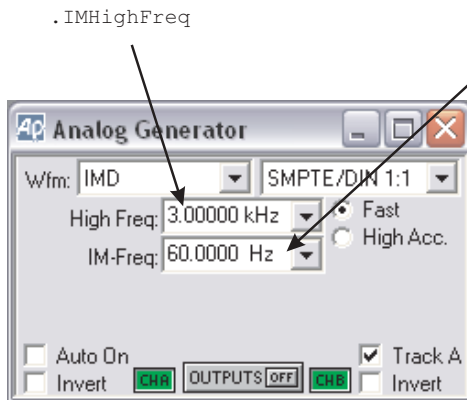 .IMHighFreq
Ap Analog Generator
Wfm: IMD SMPTE/DIN 1:1
High Freq: 3.00000 kHz Fast
High Acc.
IM-Freq: 60.0000 Hz
Auto On Track A
Invert CHA OUTPUTS OFF CHB Invert